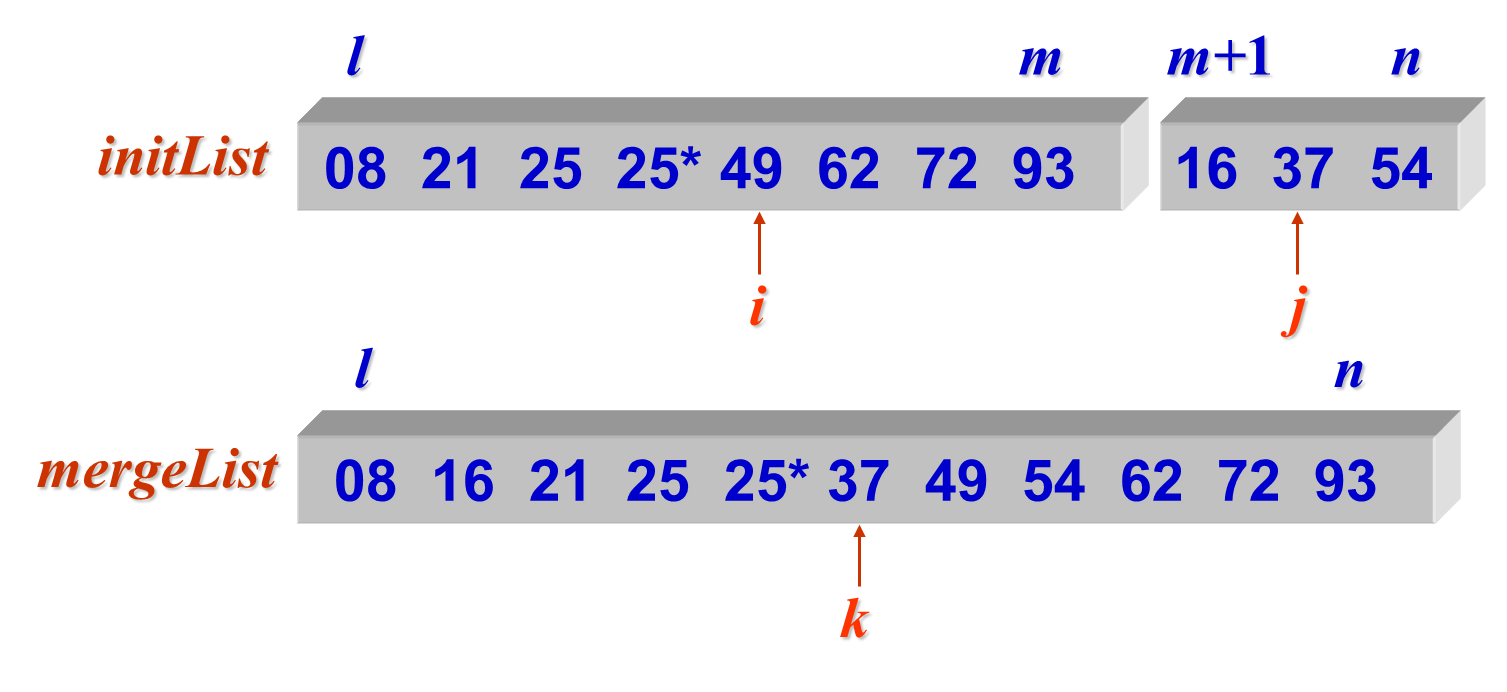 l m m+1 n
initList 08 21 25 25* 49 62 72 93 16 37 54
i j
l n
mergeList 08 16 21 25 25* 37 49 54 62 72 93
k